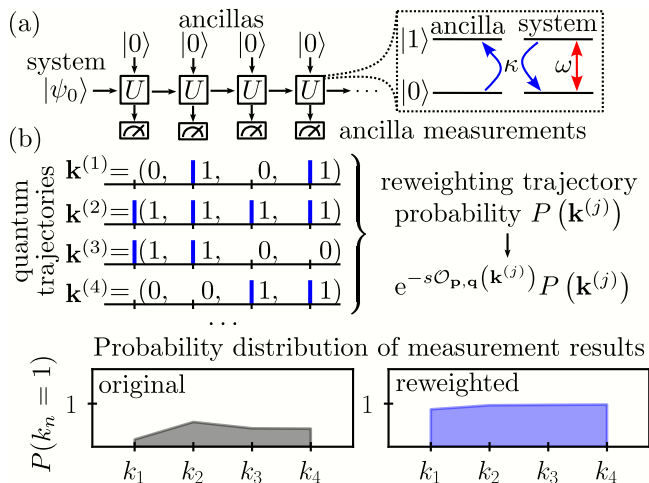 (a)
ancillas
|0⟩ |0⟩ |0⟩ |0⟩
system
|ψ₀⟩ U U U U ...
ancilla measurements
ancilla system
|1⟩
κ ω
|0⟩
(b)
quantum trajectories
k⁽¹⁾=(0, 1, 0, 1)
k⁽²⁾=(1, 1, 1, 1)
k⁽³⁾=(1, 1, 0, 0)
k⁽⁴⁾=(0, 0, 1, 1)
...
reweighting trajectory
probability P (k⁽ʲ⁾)
e^{−sO_{p,q}(k⁽ʲ⁾)} P (k⁽ʲ⁾)
Probability distribution of measurement results
P(kₙ = 1)
original
1
k₁ k₂ k₃ k₄
reweighted
1
k₁ k₂ k₃ k₄